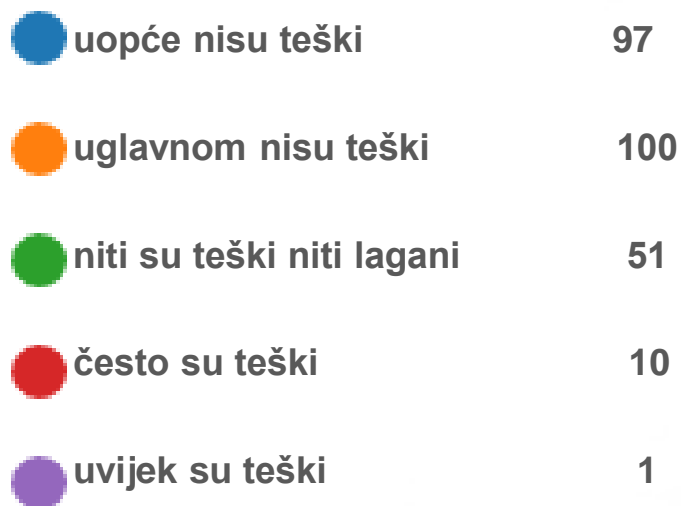 uopće nisu teški 97
uglavnom nisu teški 100
niti su teški niti lagani 51
često su teški 10
uvijek su teški 1